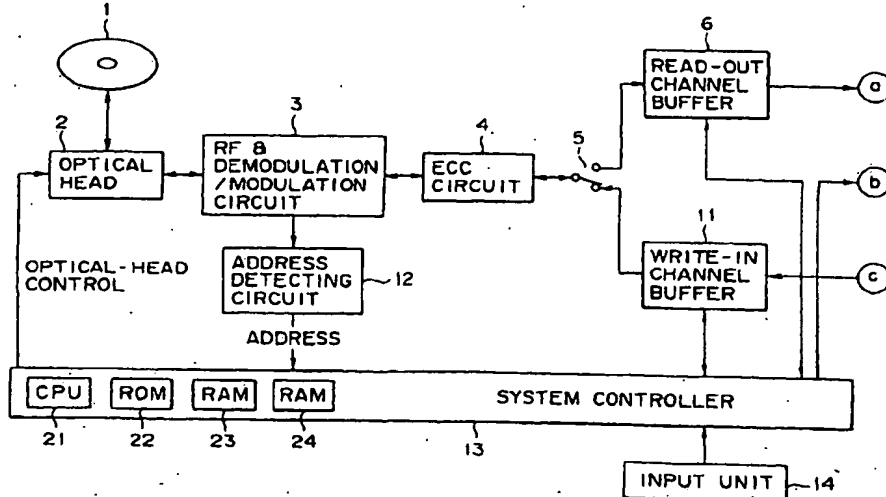 1
6
READ-OUT
CHANNEL
BUFFER
a
2
OPTICAL
HEAD
3
RF &
DEMODULATION
/MODULATION
CIRCUIT
4
ECC
CIRCUIT
5
b
11
WRITE-IN
CHANNEL
BUFFER
c
OPTICAL-HEAD
CONTROL
ADDRESS
DETECTING
CIRCUIT
12
ADDRESS
CPU
ROM
RAM
RAM
SYSTEM CONTROLLER
21
22
23
24
13
INPUT UNIT
14